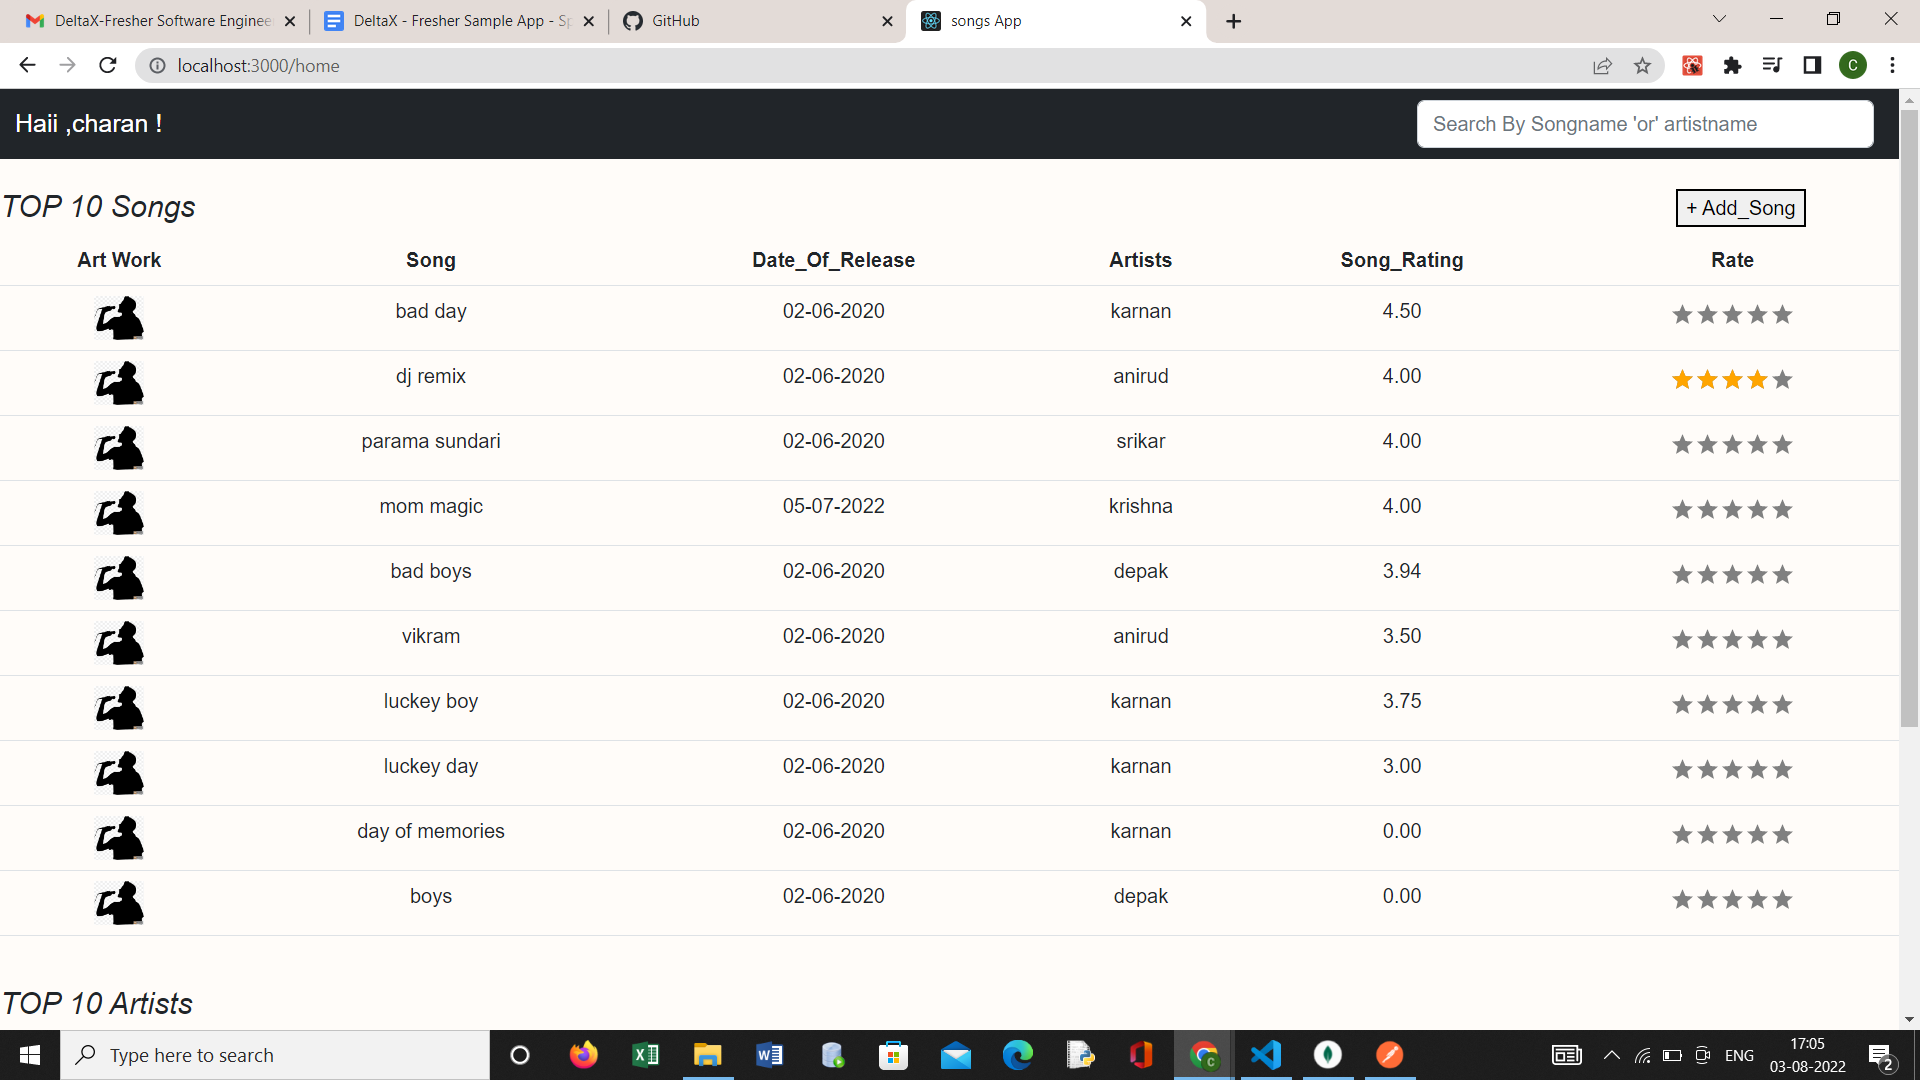 DeltaX-Fresher Software Enginee
DeltaX - Fresher Sample App - Sp
GitHub
songs App
localhost:3000/home
C
Haii ,charan !
Search By Songname 'or' artistname
TOP 10 Songs
+ Add_Song
Art Work Song Date_Of_Release Artists Song_Rating Rate
bad day 02-06-2020 karnan 4.50
dj remix 02-06-2020 anirud 4.00
parama sundari 02-06-2020 srikar 4.00
mom magic 05-07-2022 krishna 4.00
bad boys 02-06-2020 depak 3.94
vikram 02-06-2020 anirud 3.50
luckey boy 02-06-2020 karnan 3.75
luckey day 02-06-2020 karnan 3.00
day of memories 02-06-2020 karnan 0.00
boys 02-06-2020 depak 0.00
TOP 10 Artists
Type here to search
ENG
17:05
03-08-2022
2